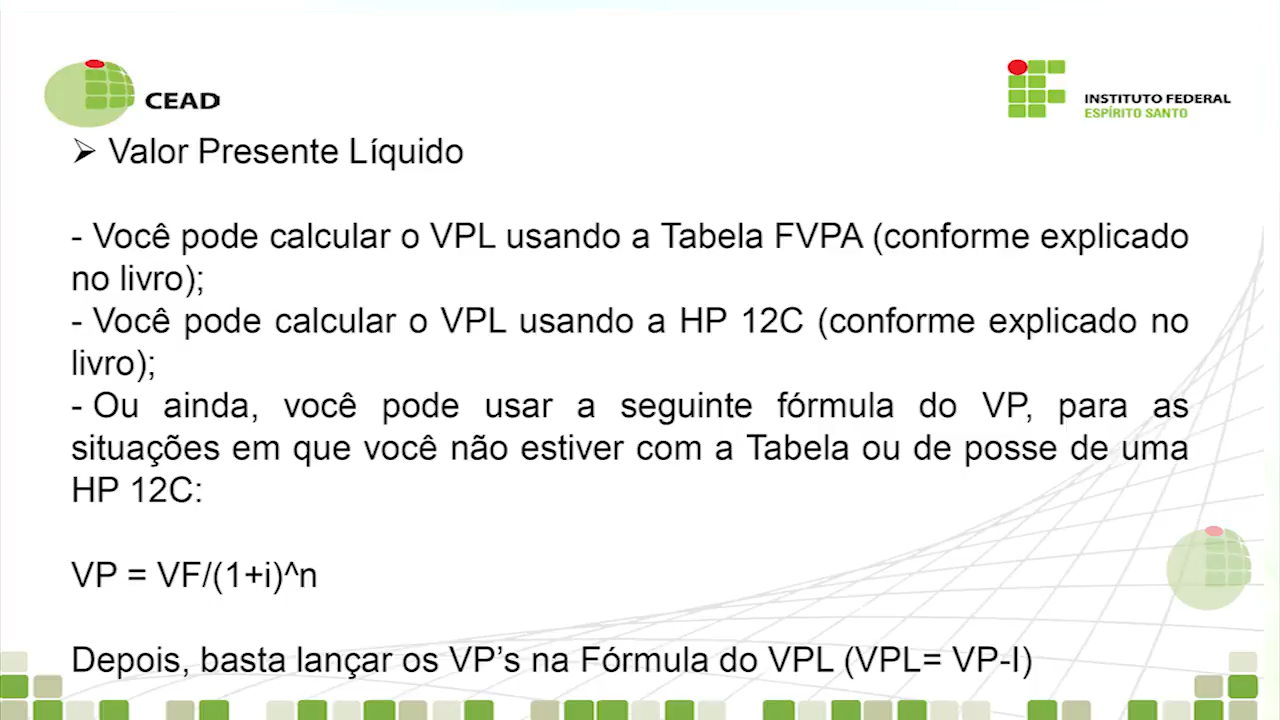 CEAD
INSTITUTO FEDERAL
ESPÍRITO SANTO
➢ Valor Presente Líquido
- Você pode calcular o VPL usando a Tabela FVPA (conforme explicado
no livro);
- Você pode calcular o VPL usando a HP 12C (conforme explicado no
livro);
- Ou ainda, você pode usar a seguinte fórmula do VP, para as
situações em que você não estiver com a Tabela ou de posse de uma
HP 12C:
VP = VF/(1+i)^n
Depois, basta lançar os VP’s na Fórmula do VPL (VPL= VP-I)